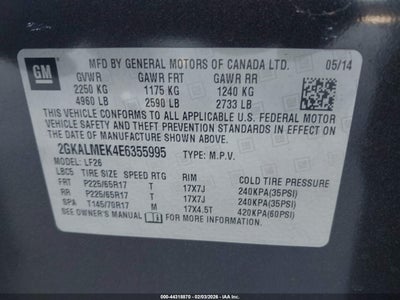 GM
MFD BY GENERAL MOTORS OF CANADA LTD. 05/14
GVWR GAWR FRT GAWR RR
2250 KG 1175 KG 1240 KG
4960 LB 2590 LB 2733 LB
THIS VEHICLE CONFORMS TO ALL APPLICABLE U.S. FEDERAL MOTOR
VEHICLE SAFETY AND THEFT PREVENTION STANDARDS IN EFFECT ON
THE DATE OF MANUFACTURE SHOWN ABOVE.
2GKALMEK4E6355995 TYPE: M.P.V.
MODEL: LF26
LBC5 TIRE SIZE SPEED RTG RIM COLD TIRE PRESSURE
FRT P225/65R17 T 17X7J 240KPA(35PSI)
RR P225/65R17 T 17X7J 240KPA(35PSI)
SPA T145/70R17 M 17X4.5T 420KPA(60PSI)
SEE OWNER'S MANUAL FOR ADDITIONAL INFORMATION.
000-44318870 - 02/03/2026 - IAAI.COM